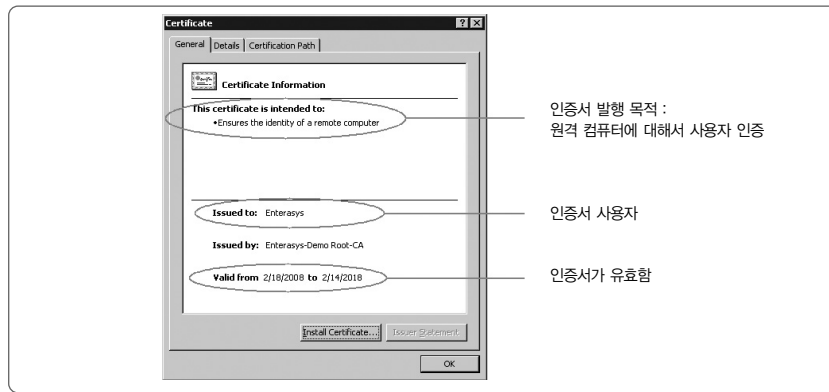 Certificate
General Details Certification Path
Certificate Information
This certificate is intended to:
•Ensures the identity of a remote computer
인증서 발행 목적 :
원격 컴퓨터에 대해서 사용자 인증
Issued to: Enterasys
인증서 사용자
Issued by: Enterasys-Demo Root-CA
Valid from 2/18/2008 to 2/14/2018
인증서가 유효함
Install Certificate... Issuer Statement
OK